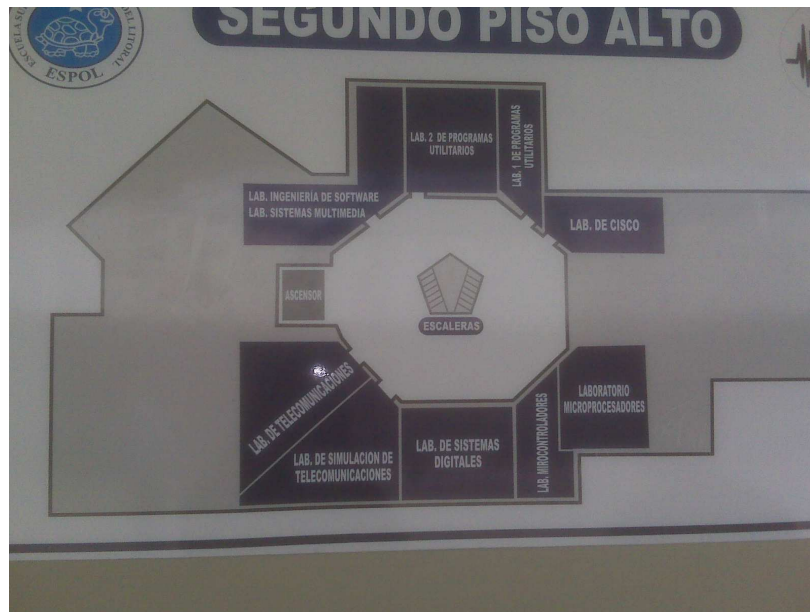 SEGUNDO PISO ALTO
ESPOL
LAB. 2 DE PROGRAMAS
UTILITARIOS
LAB. 1 DE PROGRAMAS
UTILITARIOS
LAB. INGENIERÍA DE SOFTWARE
LAB. SISTEMAS MULTIMEDIA
LAB. DE CISCO
ASCENSOR
ESCALERAS
LAB. DE TELECOMUNICACIONES
LAB. DE SIMULACION DE
TELECOMUNICACIONES
LAB. DE SISTEMAS
DIGITALES
LAB. MIROCONTROLADORES
LABORATORIO
MICROPROCESADORES